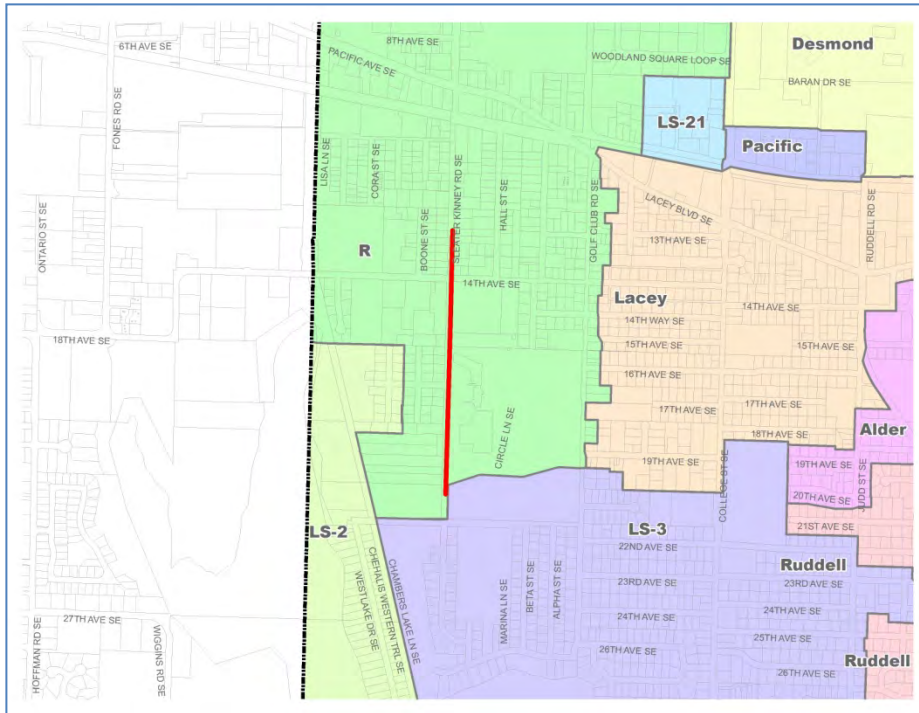 8TH AVE SE
6TH AVE SE
Desmond
PACIFIC AVE SE
WOODLAND SQUARE LOOP SE
BARAN DR SE
FONES RD SE
LS-21
Pacific
LISA LN SE
CORA ST SE
SLEATER KINNEY RD SE
HALL ST SE
GOLF CLUB RD SE
LACEY BLVD SE
RUDDELL RD SE
ONTARIO ST SE
BOONE ST SE
13TH AVE SE
R
14TH AVE SE
Lacey
14TH AVE SE
14TH WAY SE
18TH AVE SE
15TH AVE SE
15TH AVE SE
16TH AVE SE
17TH AVE SE
17TH AVE SE
CIRCLE LN SE
18TH AVE SE
Alder
19TH AVE SE
19TH AVE SE
JUDD ST SE
20TH AVE SE
COLLEGE ST SE
LS-2
LS-3
21ST AVE SE
22ND AVE SE
Ruddell
CHAMBERS LAKE LN SE
CHEHALIS WESTERN TRL SE
WESTLAKE DR SE
MARINA LN SE
BETA ST SE
ALPHA ST SE
23RD AVE SE
23RD AVE SE
27TH AVE SE
24TH AVE SE
24TH AVE SE
HOFFMAN RD SE
WIGGINS RD SE
25TH AVE SE
26TH AVE SE
Ruddell
26TH AVE SE